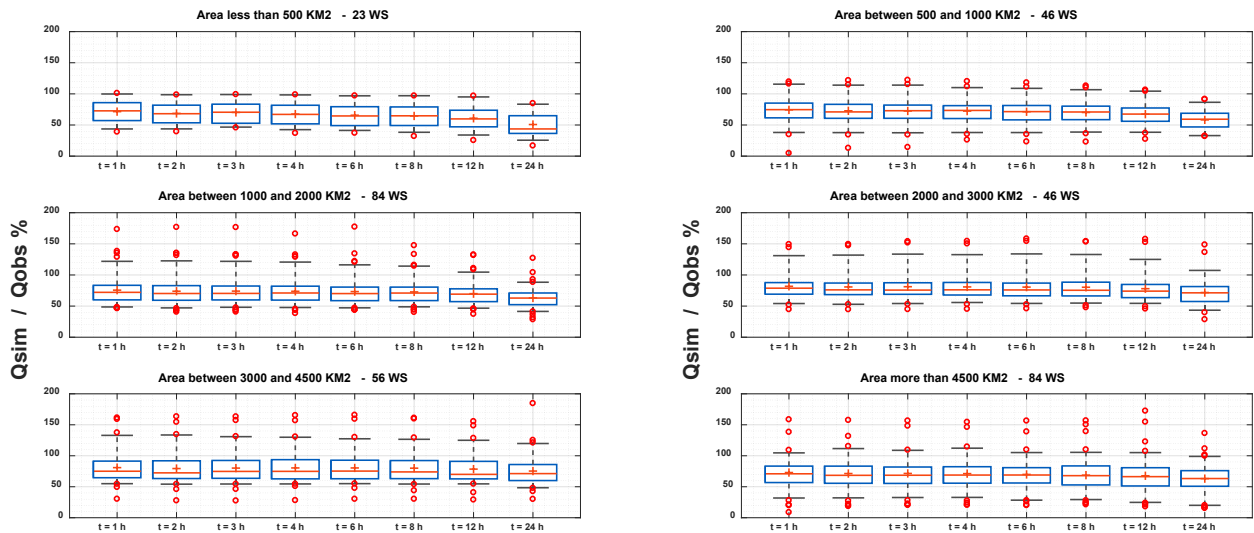 Area less than 500 KM2 - 23 WS
200
150
100
50
0
t = 1 h t = 2 h t = 3 h t = 4 h t = 6 h t = 8 h t = 12 h t = 24 h
Area between 500 and 1000 KM2 - 46 WS
200
150
100
50
0
t = 1 h t = 2 h t = 3 h t = 4 h t = 6 h t = 8 h t = 12 h t = 24 h
Qsim / Qobs %
Area between 1000 and 2000 KM2 - 84 WS
200
150
100
50
0
t = 1 h t = 2 h t = 3 h t = 4 h t = 6 h t = 8 h t = 12 h t = 24 h
Qsim / Qobs %
Area between 2000 and 3000 KM2 - 46 WS
200
150
100
50
0
t = 1 h t = 2 h t = 3 h t = 4 h t = 6 h t = 8 h t = 12 h t = 24 h
Area between 3000 and 4500 KM2 - 56 WS
200
150
100
50
0
t = 1 h t = 2 h t = 3 h t = 4 h t = 6 h t = 8 h t = 12 h t = 24 h
Area more than 4500 KM2 - 84 WS
200
150
100
50
0
t = 1 h t = 2 h t = 3 h t = 4 h t = 6 h t = 8 h t = 12 h t = 24 h